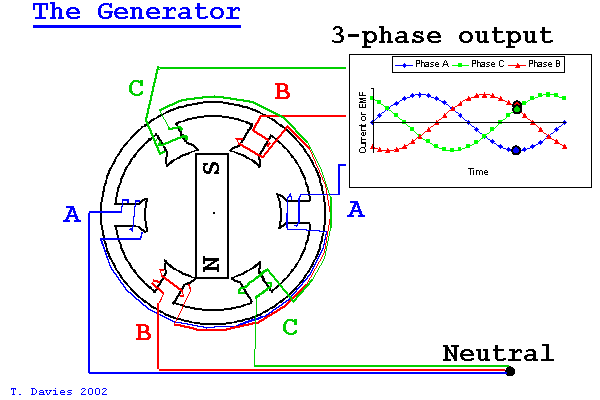 The Generator
3-phase output
Phase A Phase C Phase B
Current or EMF
Time
C
B
S
A
A
N
B
C
Neutral
T. Davies 2002